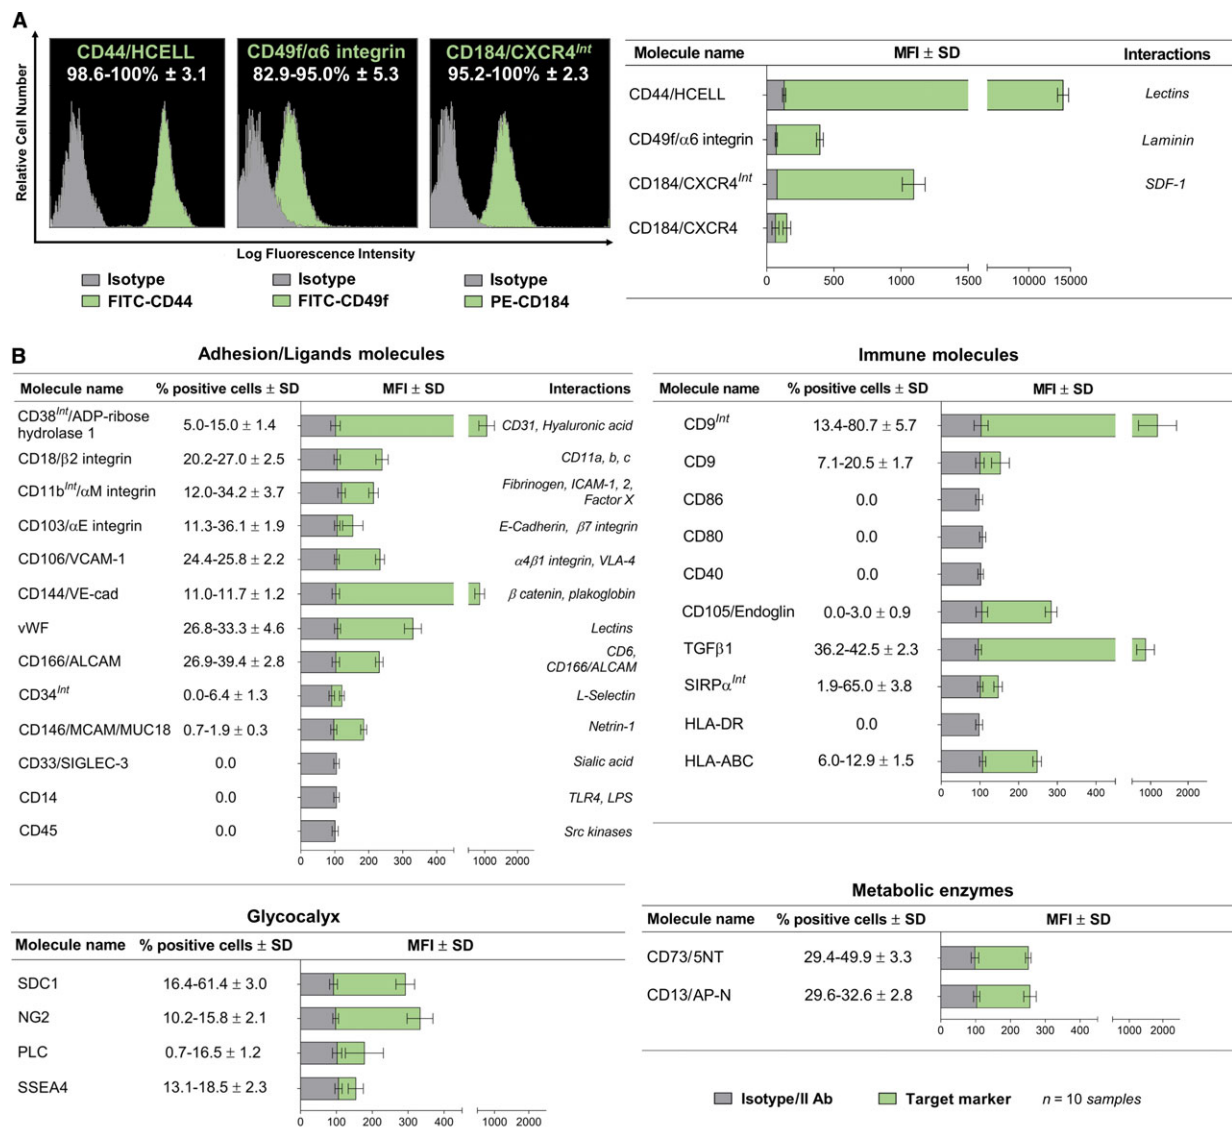 A
Relative Cell Number
CD44/HCELL
98.6-100% ± 3.1
CD49f/α6 integrin
82.9-95.0% ± 5.3
CD184/CXCR4Int
95.2-100% ± 2.3
Log Fluorescence Intensity
Isotype
FITC-CD44
Isotype
FITC-CD49f
Isotype
PE-CD184
Molecule name MFI ± SD Interactions
CD44/HCELL Lectins
CD49f/α6 integrin Laminin
CD184/CXCR4Int SDF-1
CD184/CXCR4
0 500 1000 1500 10000 15000
B
Adhesion/Ligands molecules
Molecule name % positive cells ± SD MFI ± SD Interactions
CD38Int/ADP-ribose
hydrolase 1 5.0-15.0 ± 1.4 CD31, Hyaluronic acid
CD18/β2 integrin 20.2-27.0 ± 2.5 CD11a, b, c
CD11bInt/αM integrin 12.0-34.2 ± 3.7 Fibrinogen, ICAM-1, 2,
Factor X
CD103/αE integrin 11.3-36.1 ± 1.9 E-Cadherin, β7 integrin
CD106/VCAM-1 24.4-25.8 ± 2.2 α4β1 integrin, VLA-4
CD144/VE-cad 11.0-11.7 ± 1.2 β catenin, plakoglobin
vWF 26.8-33.3 ± 4.6 Lectins
CD166/ALCAM 26.9-39.4 ± 2.8 CD6,
CD166/ALCAM
CD34Int 0.0-6.4 ± 1.3 L-Selectin
CD146/MCAM/MUC18 0.7-1.9 ± 0.3 Netrin-1
CD33/SIGLEC-3 0.0 Sialic acid
CD14 0.0 TLR4, LPS
CD45 0.0 Src kinases
0 100 200 300 400 1000 2000
Immune molecules
Molecule name % positive cells ± SD MFI ± SD
CD9Int 13.4-80.7 ± 5.7
CD9 7.1-20.5 ± 1.7
CD86 0.0
CD80 0.0
CD40 0.0
CD105/Endoglin 0.0-3.0 ± 0.9
TGFβ1 36.2-42.5 ± 2.3
SIRPαInt 1.9-65.0 ± 3.8
HLA-DR 0.0
HLA-ABC 6.0-12.9 ± 1.5
0 100 200 300 400 1000 2000
Glycocalyx
Molecule name % positive cells ± SD MFI ± SD
SDC1 16.4-61.4 ± 3.0
NG2 10.2-15.8 ± 2.1
PLC 0.7-16.5 ± 1.2
SSEA4 13.1-18.5 ± 2.3
0 100 200 300 400 1000 2000
Metabolic enzymes
Molecule name % positive cells ± SD MFI ± SD
CD73/5NT 29.4-49.9 ± 3.3
CD13/AP-N 29.6-32.6 ± 2.8
0 100 200 300 400 1000 2000
Isotype/II Ab Target marker n = 10 samples